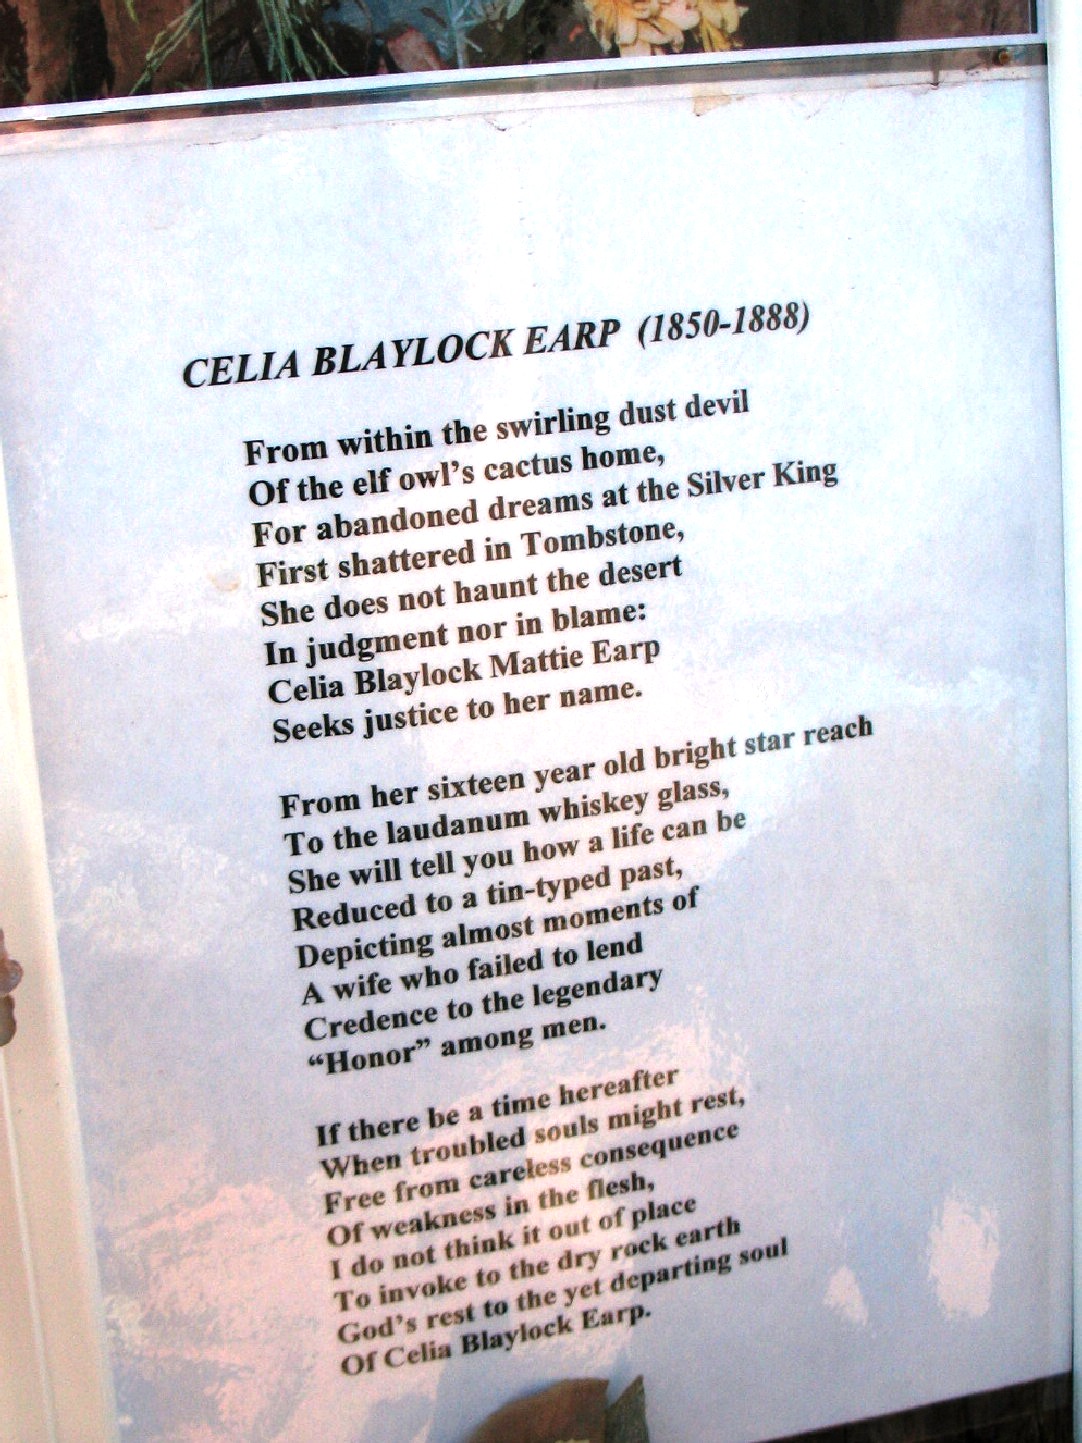 CELIA BLAYLOCK EARP (1850-1888)
From within the swirling dust devil
Of the elf owl's cactus home,
For abandoned dreams at the Silver King
First shattered in Tombstone,
She does not haunt the desert
In judgment nor in blame:
Celia Blaylock Mattie Earp
Seeks justice to her name.
From her sixteen year old bright star reach
To the laudanum whiskey glass,
She will tell you how a life can be
Reduced to a tin-typed past,
Depicting almost moments of
A wife who failed to lend
Credence to the legendary
“Honor” among men.
If there be a time hereafter
When troubled souls might rest,
Free from careless consequence
Of weakness in the flesh,
I do not think it out of place
To invoke to the dry rock earth
God's rest to the yet departing soul
Of Celia Blaylock Earp.